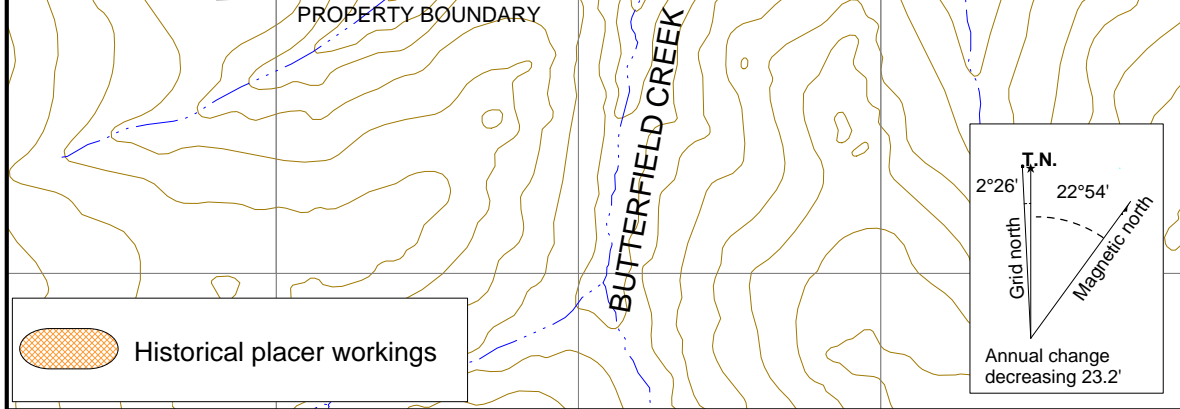 PROPERTY BOUNDARY
BUTTERFIELD CREEK
.T.N.
2°26'
22°54'
Grid north
Magnetic north
Annual change
decreasing 23.2'
Historical placer workings